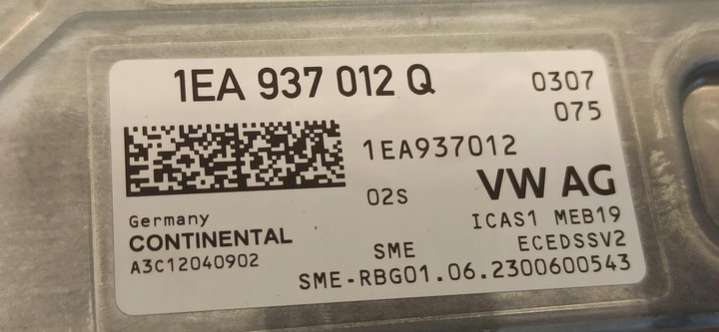 1EA 937 012 Q
0307
075
1EA937012
02S
VW AG
Germany
CONTINENTAL
A3C12040902
ICAS1 MEB19
SME
ECEDSSV2
SME-RBG01.06.2300600543